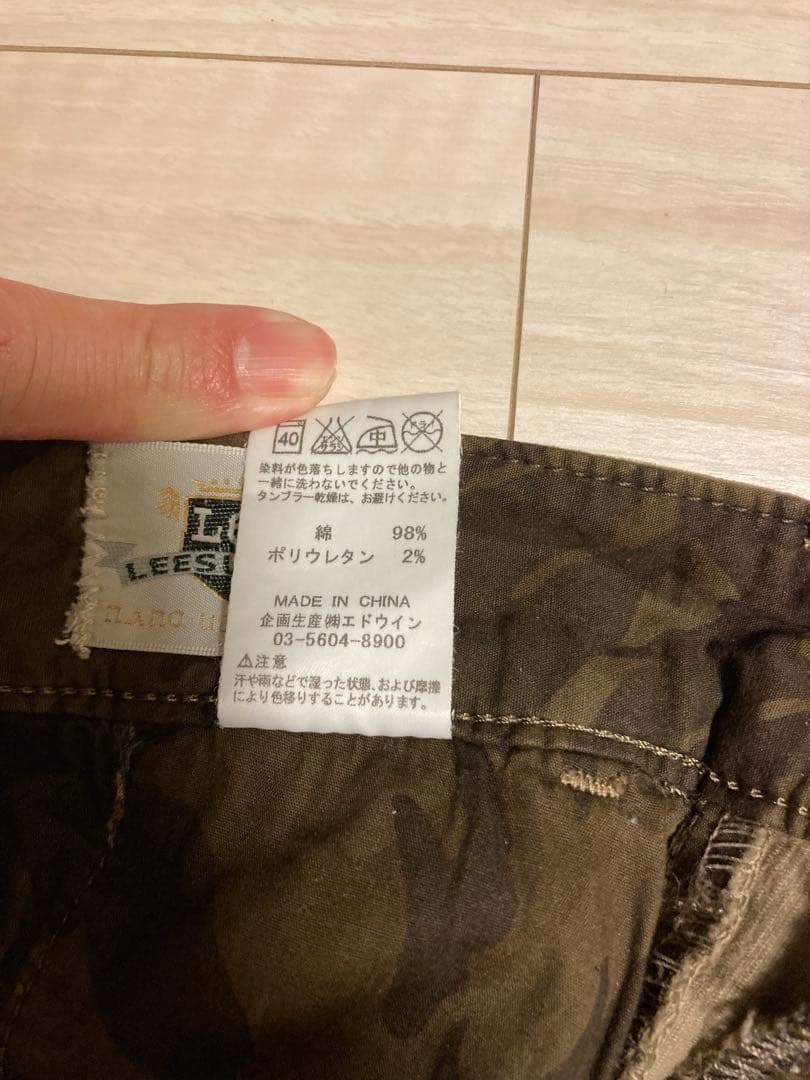 40
中
ドライ
染料が色落ちしますので他の物と
一緒に洗わないでください。
タンブラー乾燥は、お避けください。
綿 98%
ポリウレタン 2%
MADE IN CHINA
企画生産㈱エドウイン
03-5604-8900
⚠注意
汗や雨などで湿った状態、および摩擦
により色移りすることがあります。